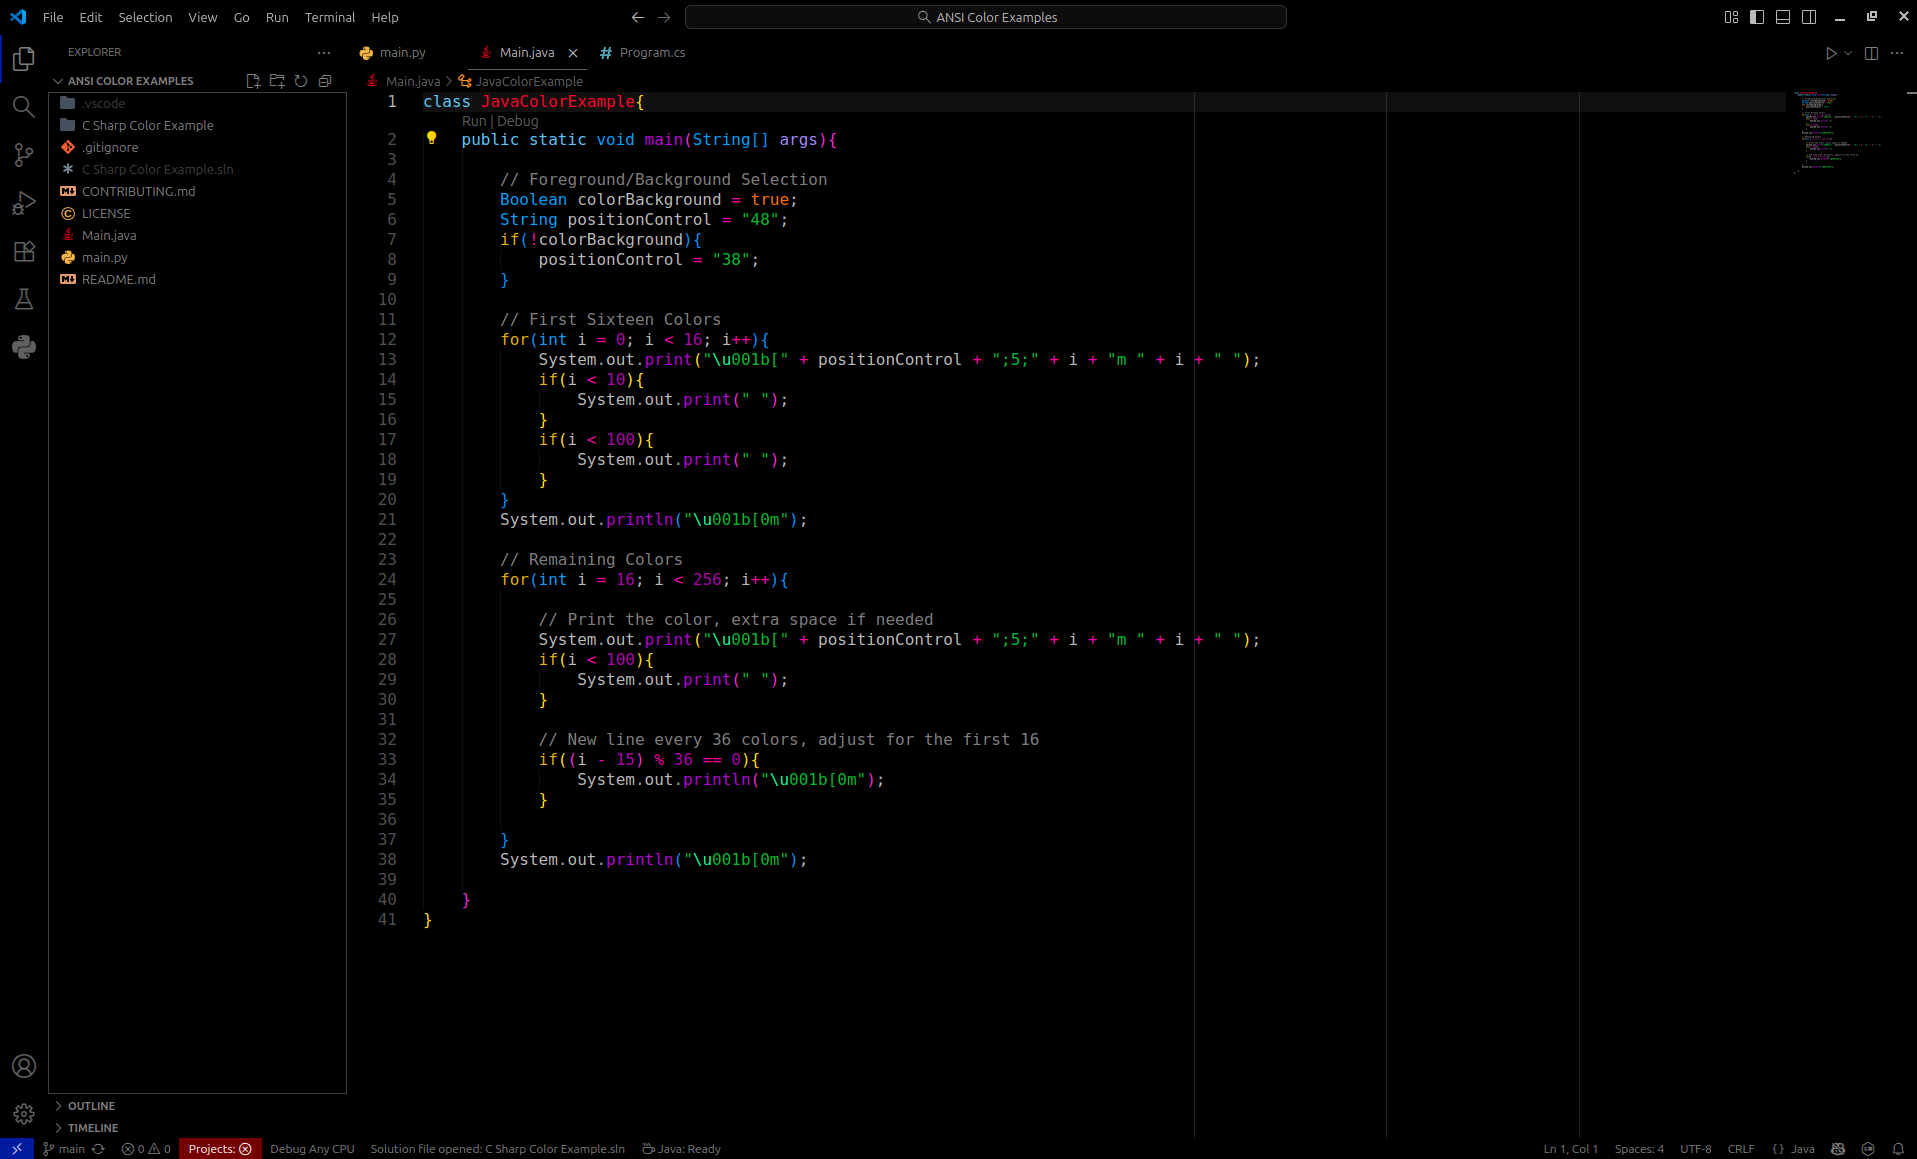 File Edit Selection View Go Run Terminal Help
ANSI Color Examples
EXPLORER
ANSI COLOR EXAMPLES
.vscode
C Sharp Color Example
.gitignore
C Sharp Color Example.sln
CONTRIBUTING.md
LICENSE
Main.java
main.py
README.md
OUTLINE
TIMELINE
main.py Main.java Program.cs
Main.java > JavaColorExample
1 class JavaColorExample{
Run | Debug
2     public static void main(String[] args){
3
4         // Foreground/Background Selection
5         Boolean colorBackground = true;
6         String positionControl = "48";
7         if(!colorBackground){
8             positionControl = "38";
9         }
10
11         // First Sixteen Colors
12         for(int i = 0; i < 16; i++){
13             System.out.print("\u001b[" + positionControl + ";5;" + i + "m " + i + " ");
14             if(i < 10){
15                 System.out.print(" ");
16             }
17             if(i < 100){
18                 System.out.print(" ");
19             }
20         }
21         System.out.println("\u001b[0m");
22
23         // Remaining Colors
24         for(int i = 16; i < 256; i++){
25
26             // Print the color, extra space if needed
27             System.out.print("\u001b[" + positionControl + ";5;" + i + "m " + i + " ");
28             if(i < 100){
29                 System.out.print(" ");
30             }
31
32             // New line every 36 colors, adjust for the first 16
33             if((i - 15) % 36 == 0){
34                 System.out.println("\u001b[0m");
35             }
36
37         }
38         System.out.println("\u001b[0m");
39
40     }
41 }
main 0 0 Projects: Debug Any CPU Solution file opened: C Sharp Color Example.sln Java: Ready Ln 1, Col 1 Spaces: 4 UTF-8 CRLF {} Java